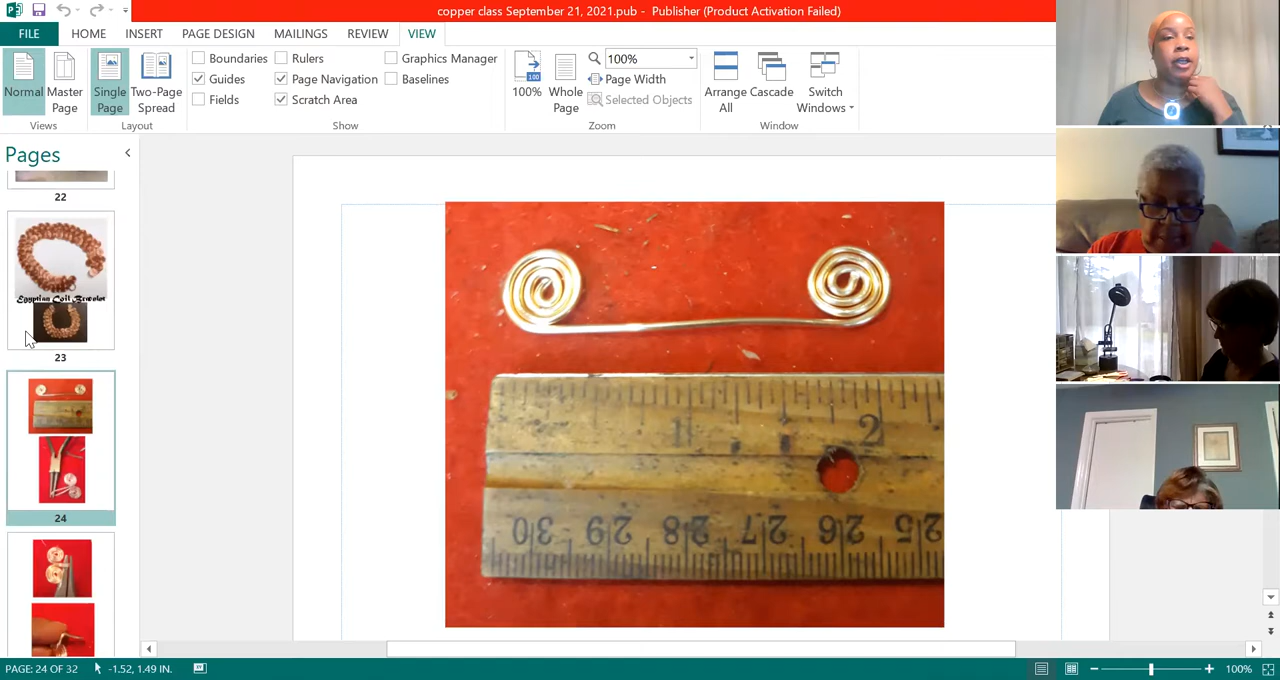 copper class September 21, 2021.pub - Publisher (Product Activation Failed)
FILE HOME INSERT PAGE DESIGN MAILINGS REVIEW VIEW
Normal Master Page Single Page Two-Page Spread
Boundaries Rulers Graphics Manager
Guides Page Navigation Baselines
Fields Scratch Area
100% Whole Page 100%
Page Width
Selected Objects
Arrange All Cascade Switch Windows
Views Layout Show Zoom Window
Pages
22
Egyptian Coil Bracelet
23
24
1 2
30 29 28 27 26 25
PAGE: 24 OF 32 -1.52, 1.49 IN. 100%